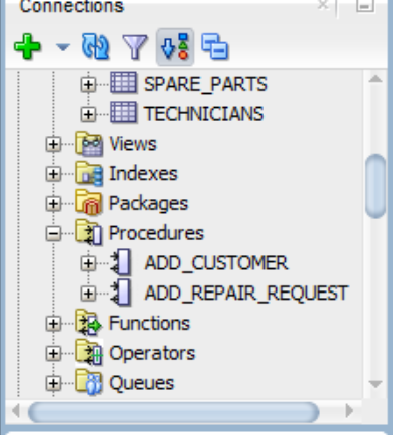 Connections
SPARE_PARTS
TECHNICIANS
Views
Indexes
Packages
Procedures
ADD_CUSTOMER
ADD_REPAIR_REQUEST
Functions
Operators
Queues